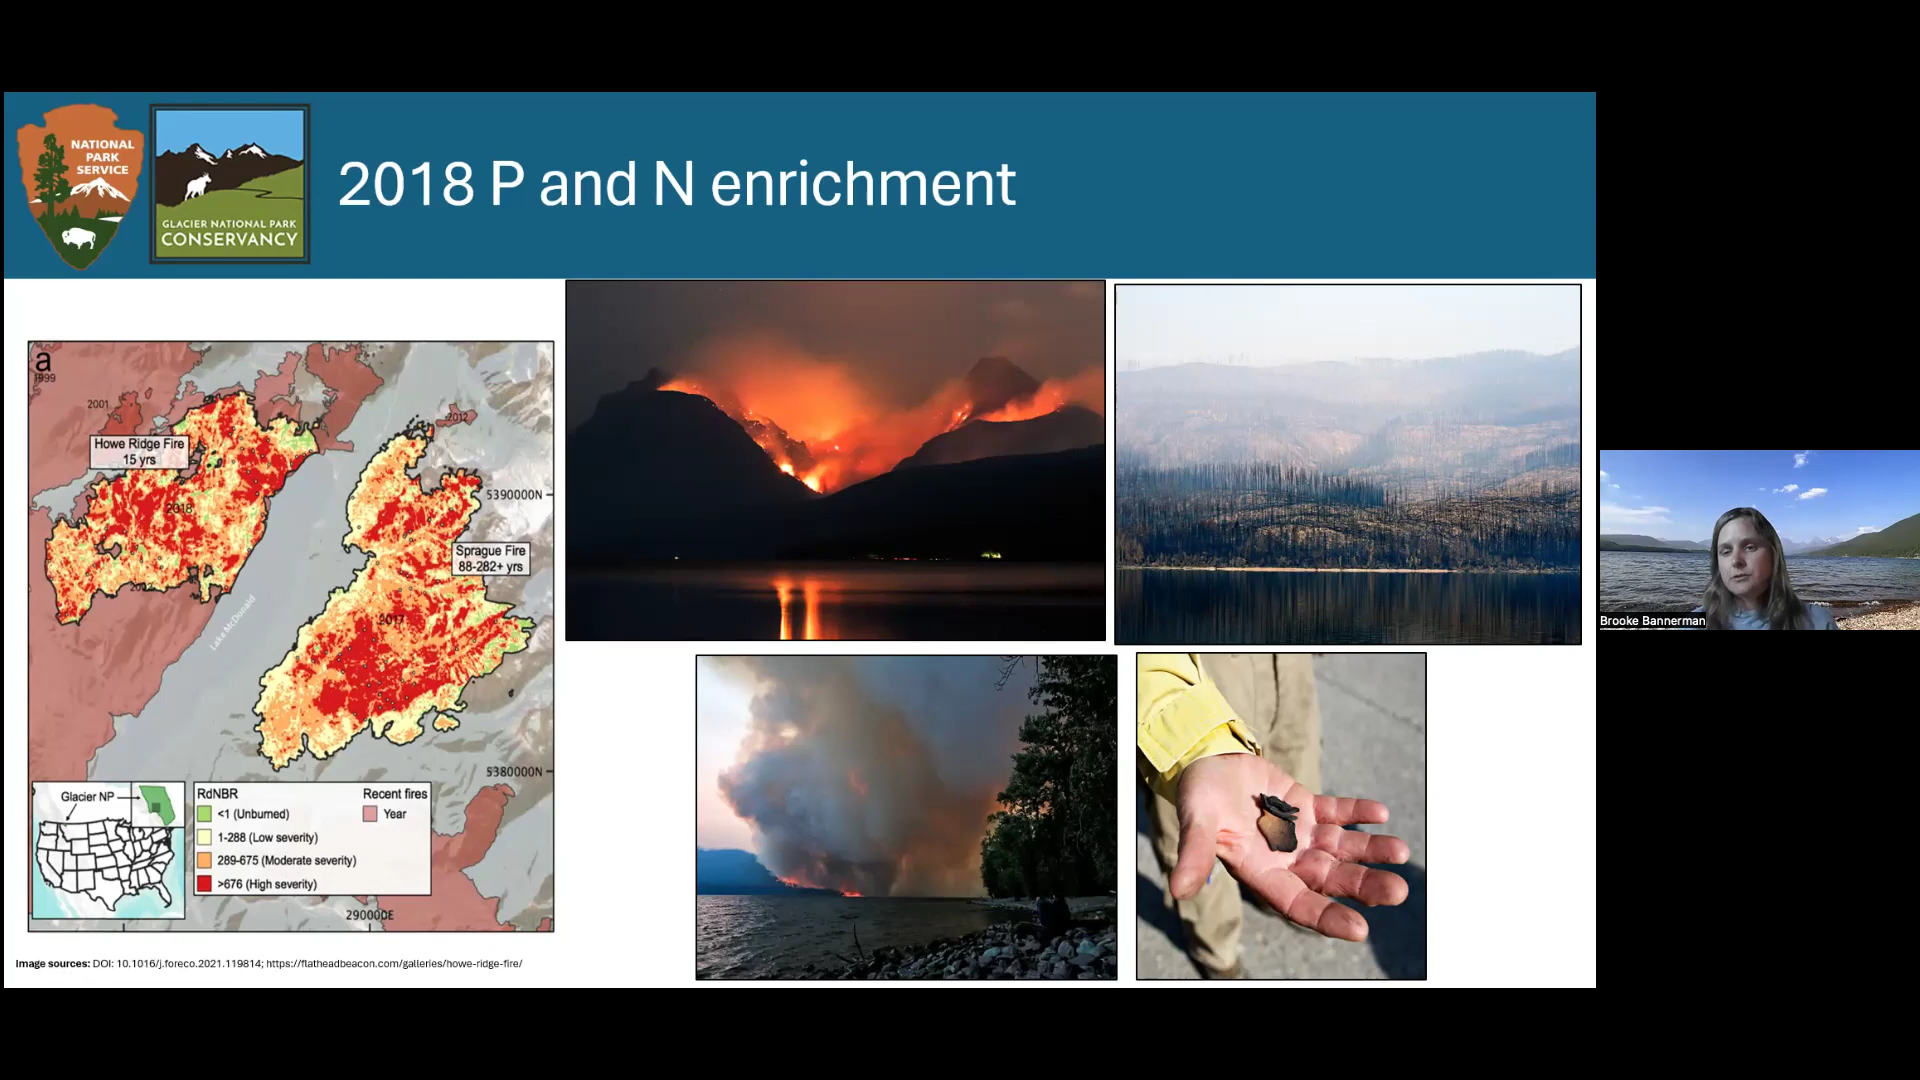 NATIONAL
PARK
SERVICE
GLACIER NATIONAL PARK
CONSERVANCY
2018 P and N enrichment
a
1999
2001
2012
Howe Ridge Fire
15 yrs
5390000N
2018
Sprague Fire
88-282+ yrs
Lake McDonald
2017
5380000N
Glacier NP
RdNBR
<1 (Unburned)
1-288 (Low severity)
289-675 (Moderate severity)
>676 (High severity)
Recent fires
Year
290000E
Image sources: DOI: 10.1016/j.foreco.2021.119814; https://flatheadbeacon.com/galleries/howe-ridge-fire/
Brooke Bannerman